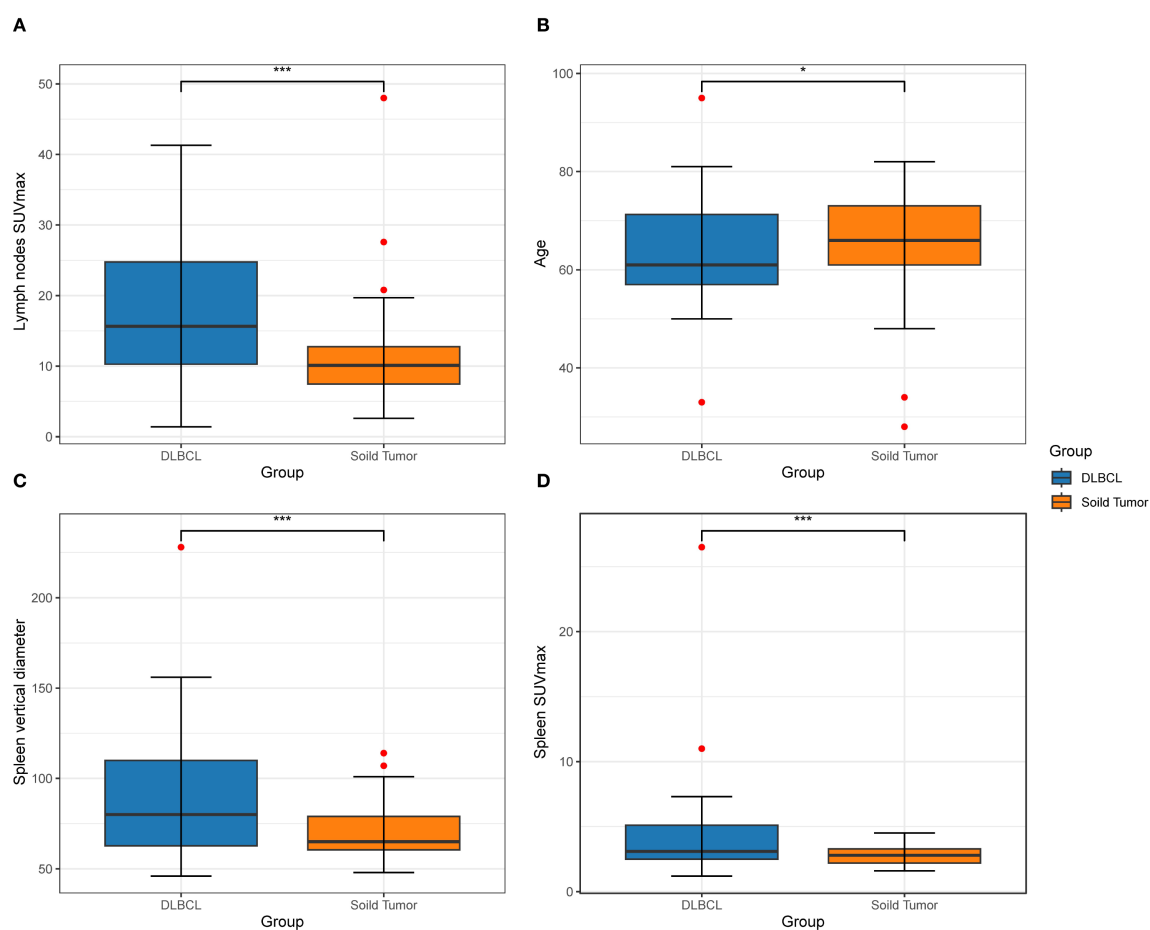 A
***
50
40
30
20
10
0
Lymph nodes SUVmax
DLBCL
Soild Tumor
Group
B
*
100
80
60
40
Age
DLBCL
Soild Tumor
Group
C
***
200
150
100
50
Spleen vertical diameter
DLBCL
Soild Tumor
Group
D
***
20
10
0
Spleen SUVmax
DLBCL
Soild Tumor
Group
Group
DLBCL
Soild Tumor